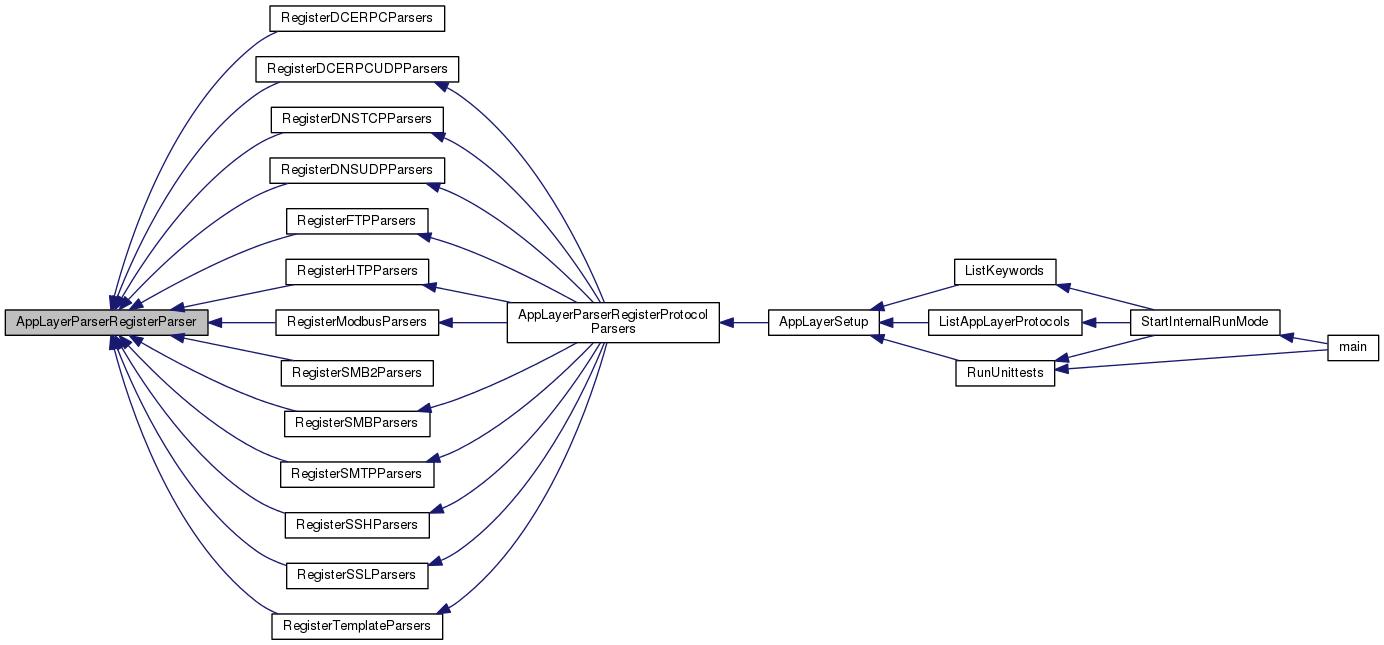 RegisterDCERPCParsers
RegisterDCERPCUDPParsers
RegisterDNSTCPParsers
RegisterDNSUDPParsers
RegisterFTPParsers
RegisterHTPParsers
AppLayerParserRegisterParser
RegisterModbusParsers
RegisterSMB2Parsers
RegisterSMBParsers
RegisterSMTPParsers
RegisterSSHParsers
RegisterSSLParsers
RegisterTemplateParsers
AppLayerParserRegisterProtocol
Parsers
AppLayerSetup
ListKeywords
ListAppLayerProtocols
RunUnittests
StartInternalRunMode
main